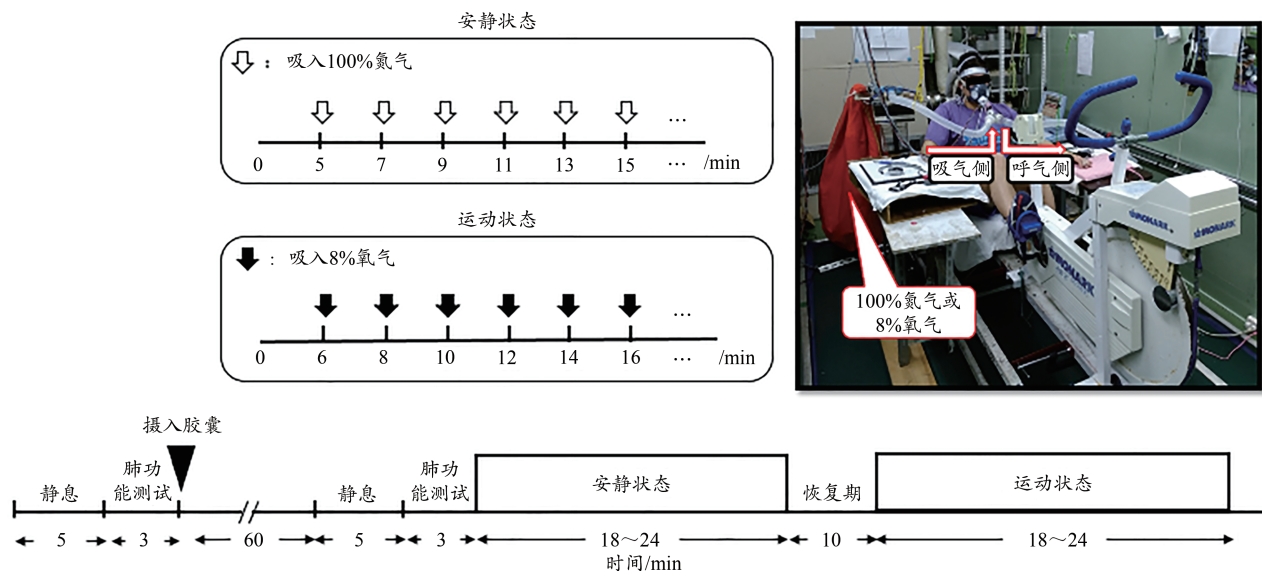 安静状态
⇩ : 吸入100%氮气
0 5 7 9 11 13 15 … /min
…
运动状态
⬇ : 吸入8%氧气
0 6 8 10 12 14 16 … /min
…
吸气侧 呼气侧
100%氮气或
8%氧气
MONARK
MONARK
MONARK
摄入胶囊
静息 肺功能测试 静息 肺功能测试 安静状态 恢复期 运动状态
5 3 60 5 3 18～24 10 18～24
时间/min